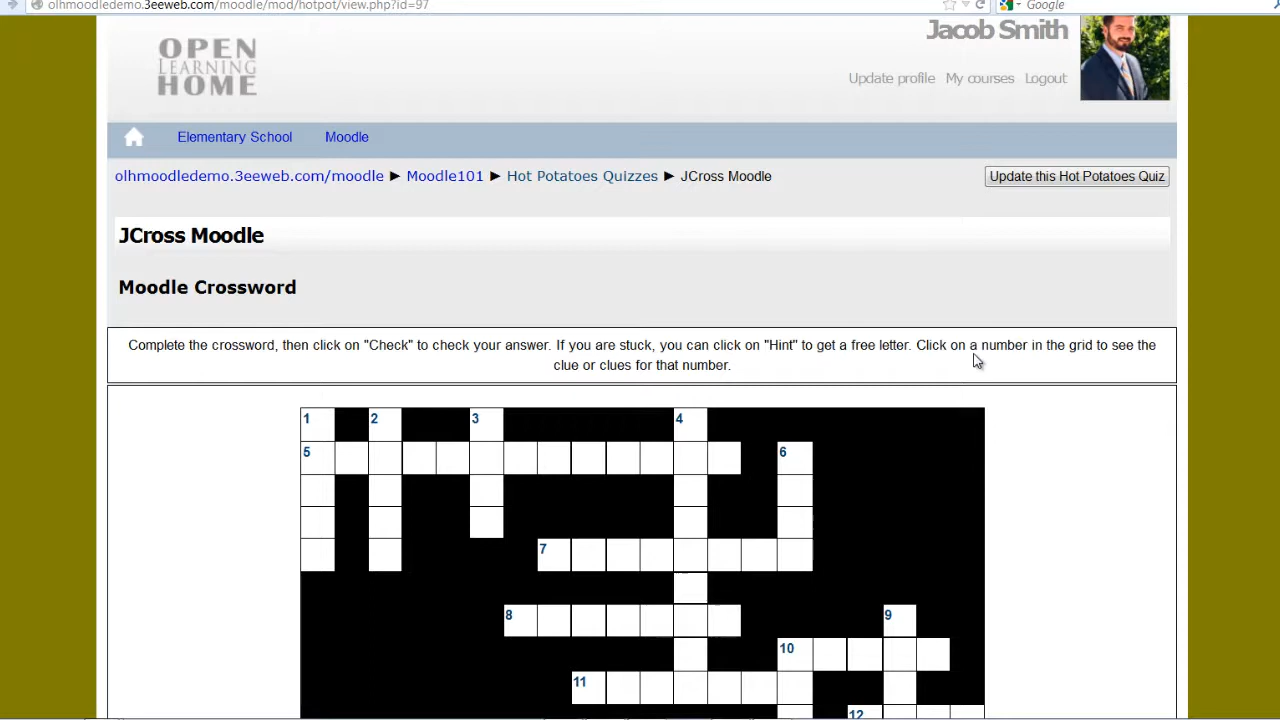 olhmoodledemo.3eeweb.com/moodle/mod/hotpot/view.php?id=97
Google
Jacob Smith
OPEN
LEARNING
HOME
Update profile My courses Logout
Elementary School Moodle
olhmoodledemo.3eeweb.com/moodle ► Moodle101 ► Hot Potatoes Quizzes ► JCross Moodle
Update this Hot Potatoes Quiz
JCross Moodle
Moodle Crossword
Complete the crossword, then click on "Check" to check your answer. If you are stuck, you can click on "Hint" to get a free letter. Click on a number in the grid to see the
clue or clues for that number.
1 2 3 4
5 6
7
8 9
10
11
12